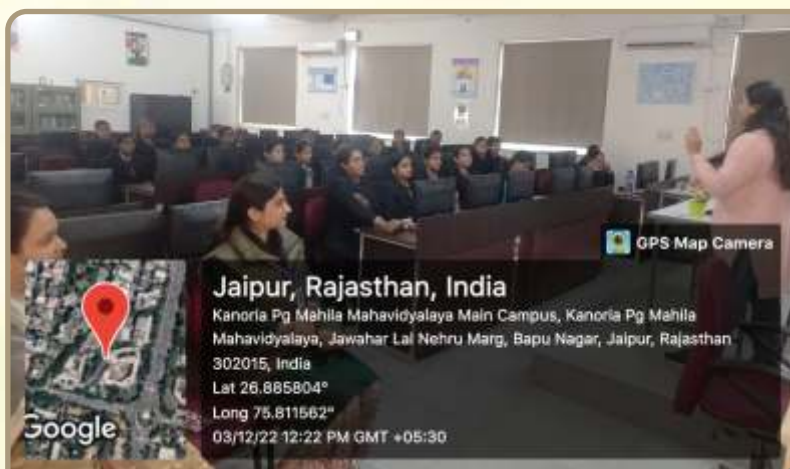 GPS Map Camera
Jaipur, Rajasthan, India
Kanoria Pg Mahila Mahavidyalaya Main Campus, Kanoria Pg Mahila
Mahavidyalaya, Jawahar Lal Nehru Marg, Bapu Nagar, Jaipur, Rajasthan
302015, India
Lat 26.885804°
Long 75.811562°
03/12/22 12:22 PM GMT +05:30
Google